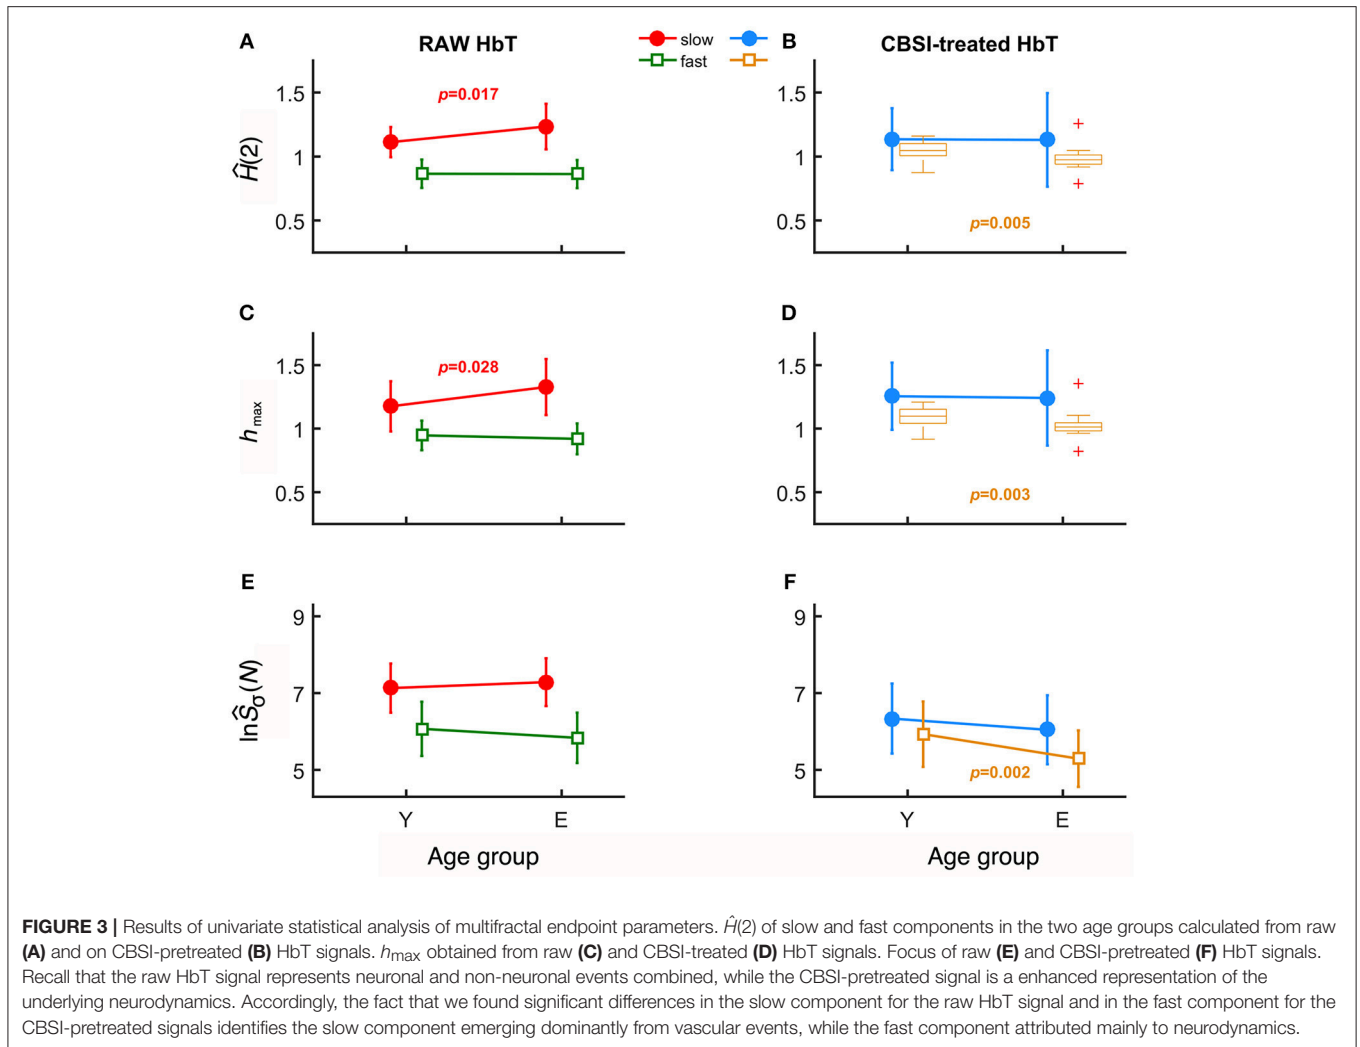 A
RAW HbT
slow
fast
B
CBSI-treated HbT
1.5
1
0.5
Ĥ(2)
p=0.017
1.5
1
0.5
p=0.005
C
D
1.5
1
0.5
hmax
p=0.028
1.5
1
0.5
p=0.003
E
F
9
7
5
lnŜσ(N)
Y
E
Age group
9
7
5
p=0.002
Y
E
Age group
FIGURE 3 | Results of univariate statistical analysis of multifractal endpoint parameters. Ĥ(2) of slow and fast components in the two age groups calculated from raw
(A) and on CBSI-pretreated (B) HbT signals. hmax obtained from raw (C) and CBSI-treated (D) HbT signals. Focus of raw (E) and CBSI-pretreated (F) HbT signals.
Recall that the raw HbT signal represents neuronal and non-neuronal events combined, while the CBSI-pretreated signal is a enhanced representation of the
underlying neurodynamics. Accordingly, the fact that we found significant differences in the slow component for the raw HbT signal and in the fast component for the
CBSI-pretreated signals identifies the slow component emerging dominantly from vascular events, while the fast component attributed mainly to neurodynamics.